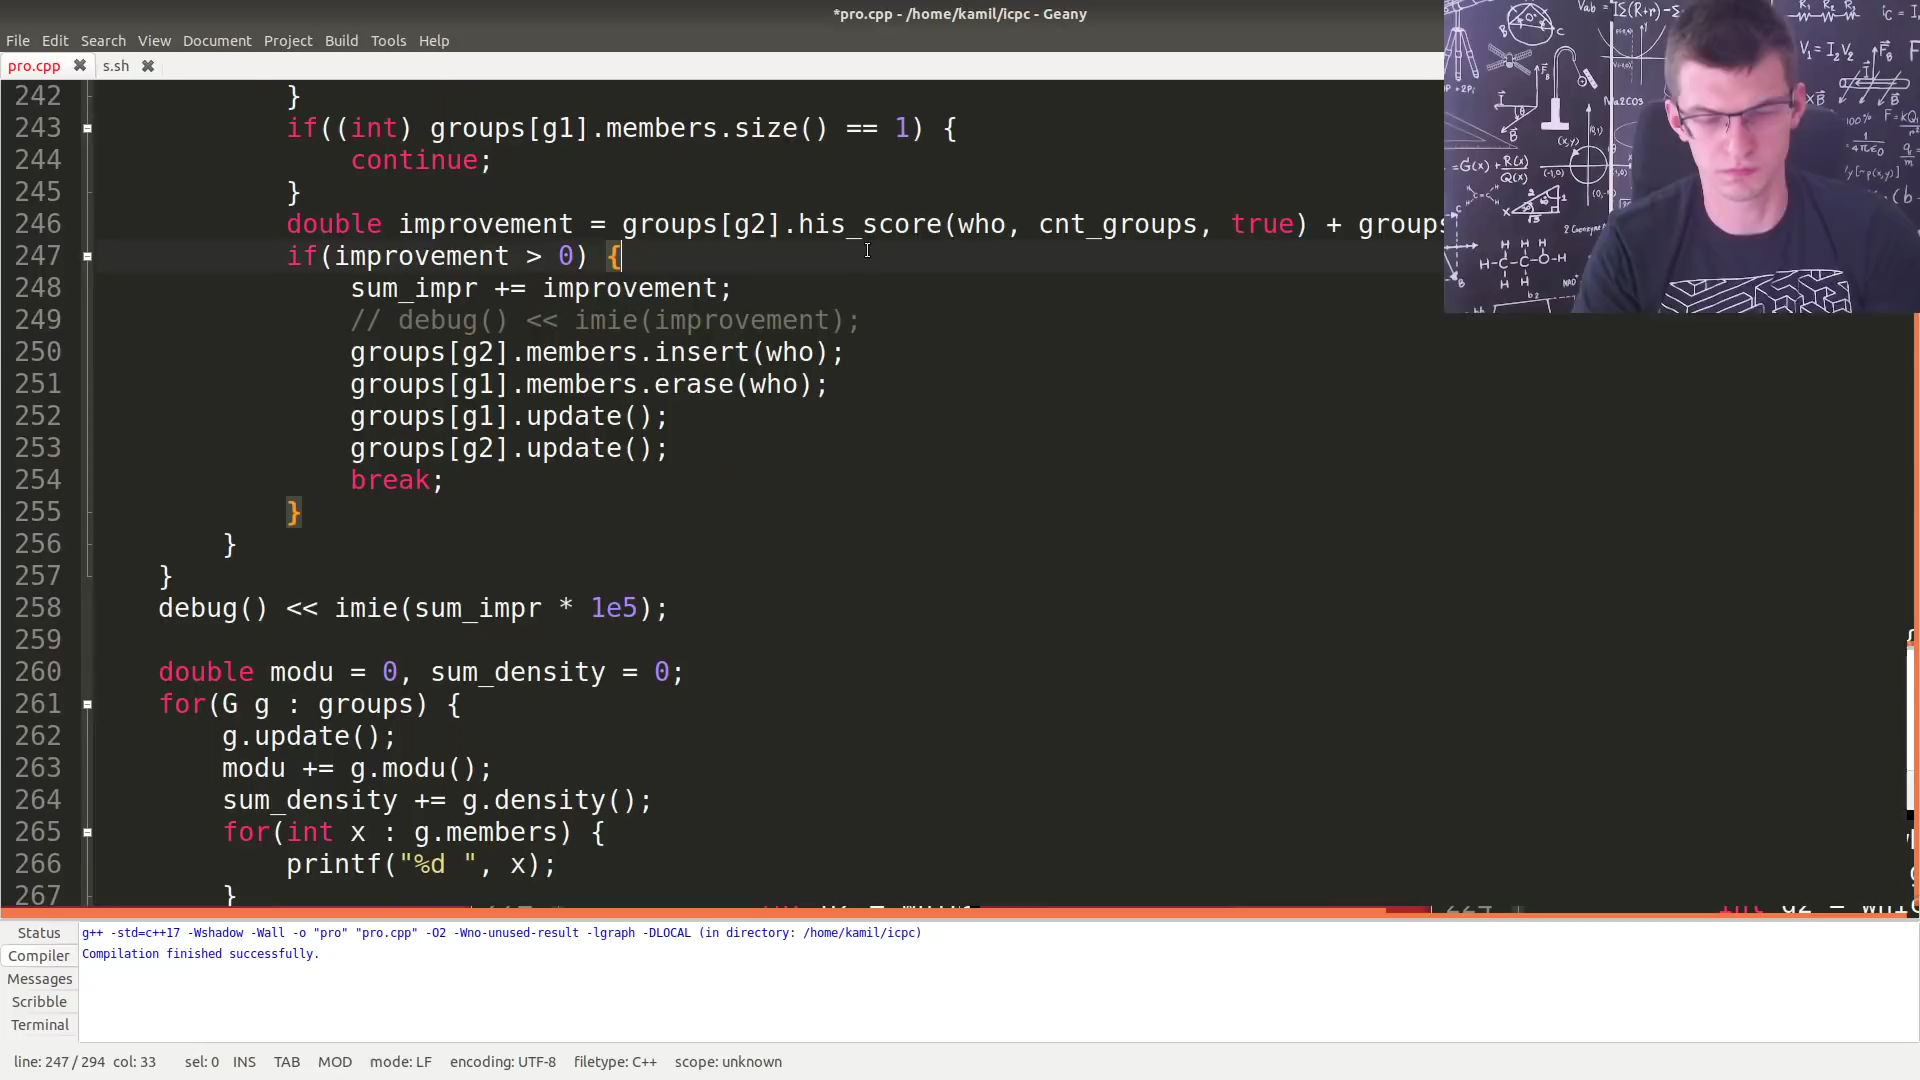 *pro.cpp - /home/kamil/icpc - Geany
File Edit Search View Document Project Build Tools Help
pro.cpp s.sh
242 }
243 if((int) groups[g1].members.size() == 1) {
244 continue;
245 }
246 double improvement = groups[g2].his_score(who, cnt_groups, true) + groups
247 if(improvement > 0) {
248 sum_impr += improvement;
249 // debug() << imie(improvement);
250 groups[g2].members.insert(who);
251 groups[g1].members.erase(who);
252 groups[g1].update();
253 groups[g2].update();
254 break;
255 }
256 }
257 }
258 debug() << imie(sum_impr * 1e5);
259
260 double modu = 0, sum_density = 0;
261 for(G g : groups) {
262 g.update();
263 modu += g.modu();
264 sum_density += g.density();
265 for(int x : g.members) {
266 printf("%d ", x);
267 }
Status
Compiler
Messages
Scribble
Terminal
g++ -std=c++17 -Wshadow -Wall -o "pro" "pro.cpp" -O2 -Wno-unused-result -lgraph -DLOCAL (in directory: /home/kamil/icpc)
Compilation finished successfully.
line: 247 / 294 col: 33 sel: 0 INS TAB MOD mode: LF encoding: UTF-8 filetype: C++ scope: unknown